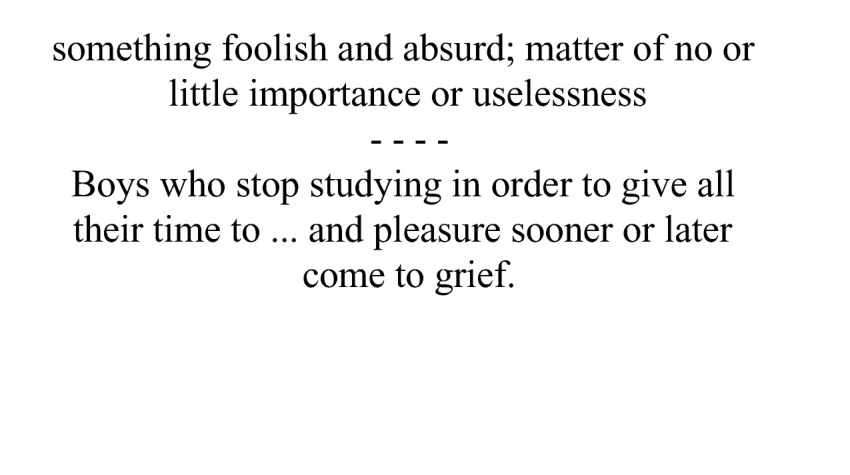 something foolish and absurd; matter of no or
little importance or uselessness
- - - -
Boys who stop studying in order to give all
their time to ... and pleasure sooner or later
come to grief.